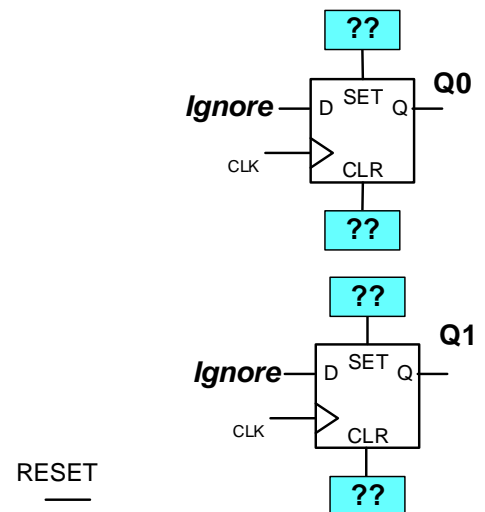 ??
Q0
SET
Ignore D Q
CLK
CLR
??
??
Q1
SET
Ignore D Q
CLK
CLR
RESET
??